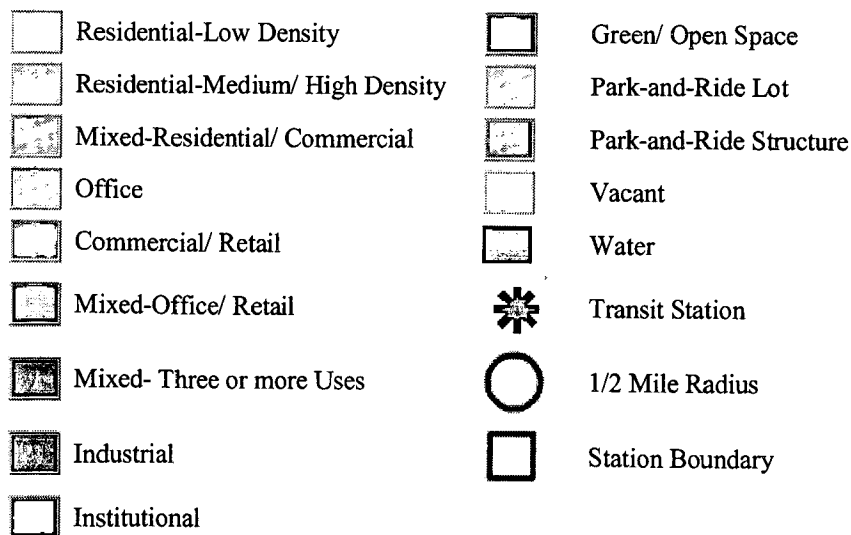 Residential-Low Density
Residential-Medium/ High Density
Mixed-Residential/ Commercial
Office
Commercial/ Retail
Mixed-Office/ Retail
Mixed- Three or more Uses
Industrial
Institutional
Green/ Open Space
Park-and-Ride Lot
Park-and-Ride Structure
Vacant
Water
Transit Station
1/2 Mile Radius
Station Boundary